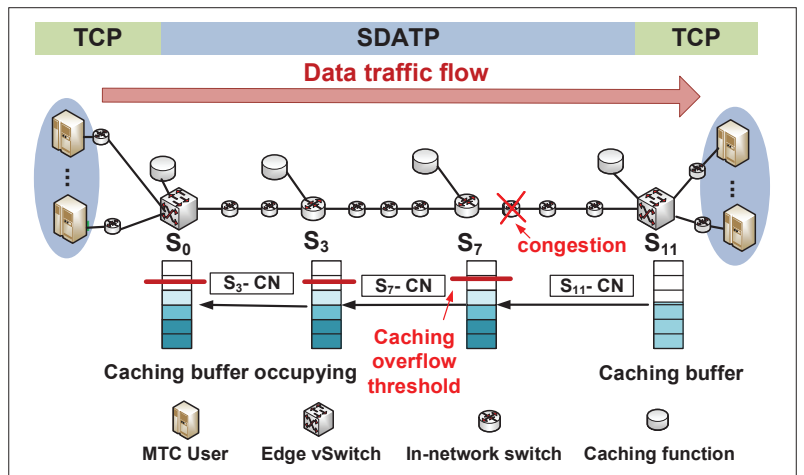 TCP SDATP TCP
Data traffic flow
...
...
S0 S3 S7 congestion S11
S3- CN S7- CN S11- CN
Caching
overflow
threshold
Caching buffer occupying Caching buffer
MTC User Edge vSwitch In-network switch Caching function